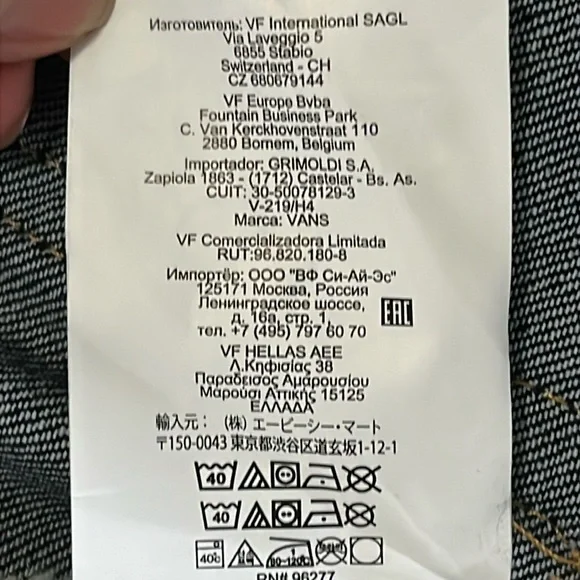 Изготовитель: VF International SAGL
Via Laveggio 5
6855 Stabio
Switzerland - CH
CZ 680679144
VF Europe Bvba
Fountain Business Park
C. Van Kerckhovenstraat 110
2880 Bornem, Belgium
Importador: GRIMOLDI S.A.
Zapiola 1863 - (1712) Castelar - Bs. As.
CUIT: 30-50078129-3
V-219/H4
Marca: VANS
VF Comercializadora Limitada
RUT:96.820.180-8
Импортёр: ООО "ВФ Си-Ай-Эс"
125171 Москва, Россия
Ленинградское шоссе,
д. 16а, стр. 1,
тел. +7 (495) 797 60 70
EAC
VF HELLAS AEE
Λ.Κηφισίας 38
Παράδεισος Αμαρουσίου
Μαρούσι Αττικής 15125
ΕΛΛΑΔΑ
輸入元： (株) エービーシー・マート
〒150-0043 東京都渋谷区道玄坂1-12-1
40
40
40℃
RN# 96277